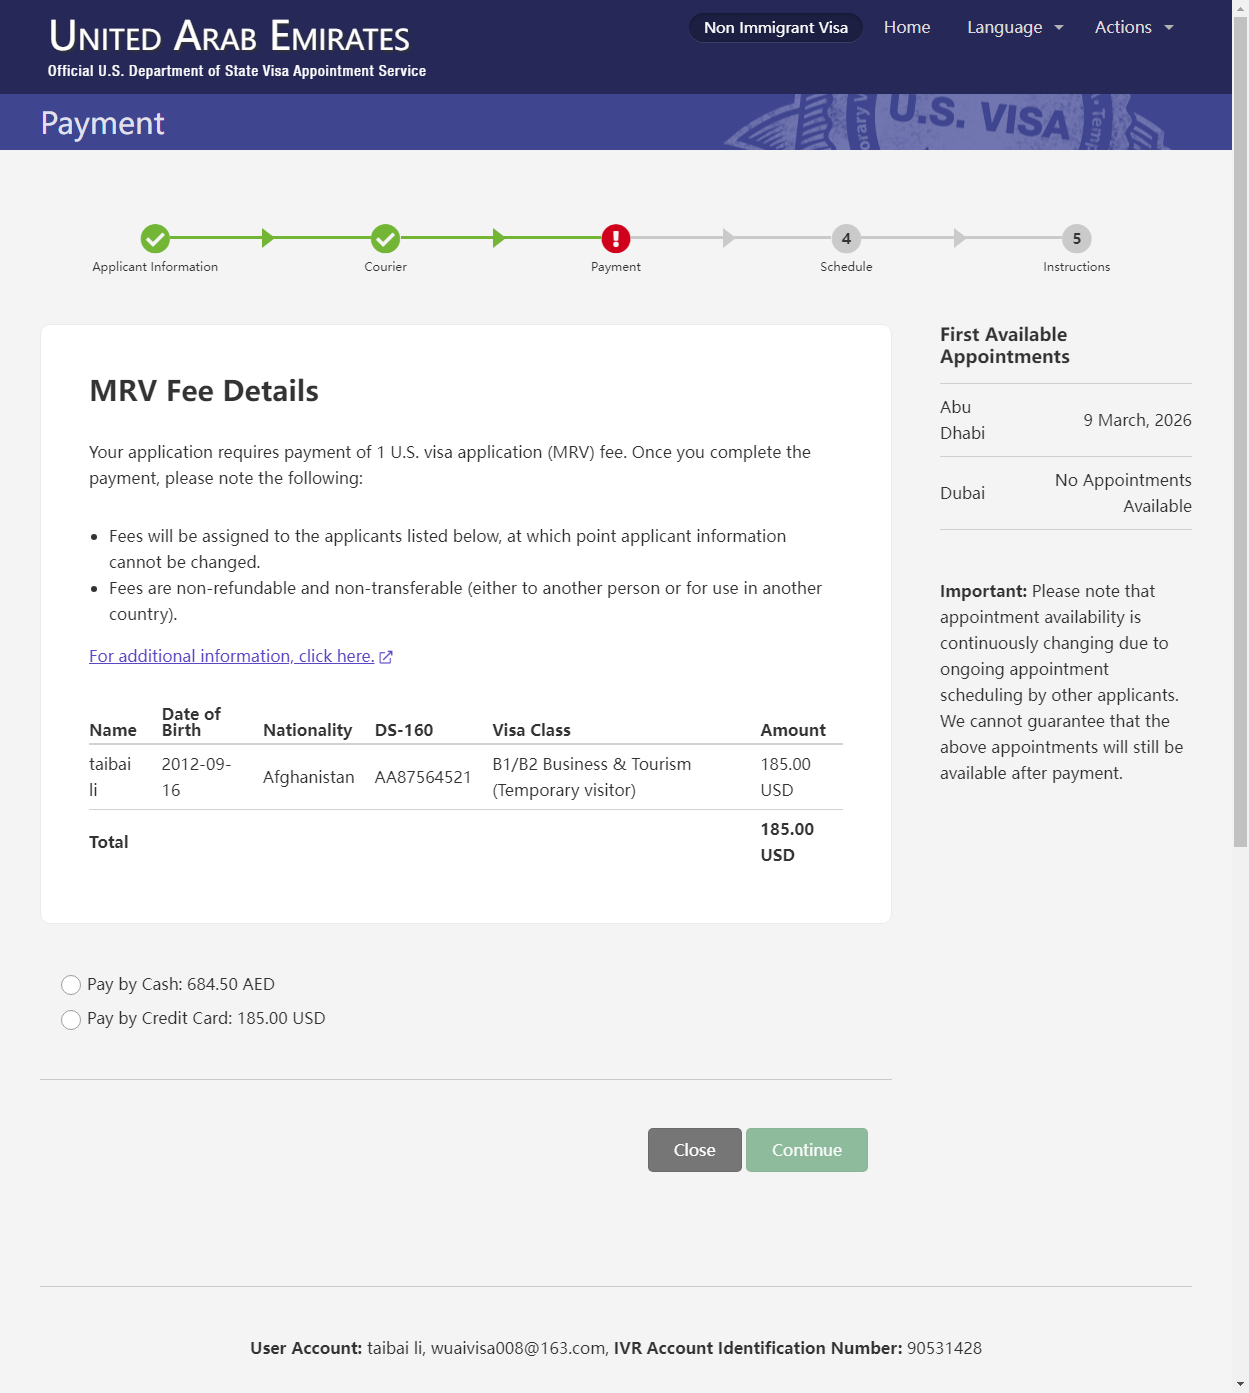 UNITED ARAB EMIRATES
Official U.S. Department of State Visa Appointment Service
Non Immigrant Visa
Home
Language
Actions
Payment
U.S. VISA
4
5
Applicant Information
Courier
Payment
Schedule
Instructions
MRV Fee Details
Your application requires payment of 1 U.S. visa application (MRV) fee. Once you complete the
payment, please note the following:
Fees will be assigned to the applicants listed below, at which point applicant information
cannot be changed.
Fees are non-refundable and non-transferable (either to another person or for use in another
country).
For additional information, click here.
Name
Date of
Birth
Nationality
DS-160
Visa Class
Amount
taibai
li
2012-09-
16
Afghanistan
AA87564521
B1/B2 Business & Tourism
(Temporary visitor)
185.00
USD
Total
185.00
USD
First Available
Appointments
Abu
Dhabi
9 March, 2026
Dubai
No Appointments
Available
Important: Please note that
appointment availability is
continuously changing due to
ongoing appointment
scheduling by other applicants.
We cannot guarantee that the
above appointments will still be
available after payment.
Pay by Cash: 684.50 AED
Pay by Credit Card: 185.00 USD
Close
Continue
User Account: taibai li, wuaivisa008@163.com, IVR Account Identification Number: 90531428